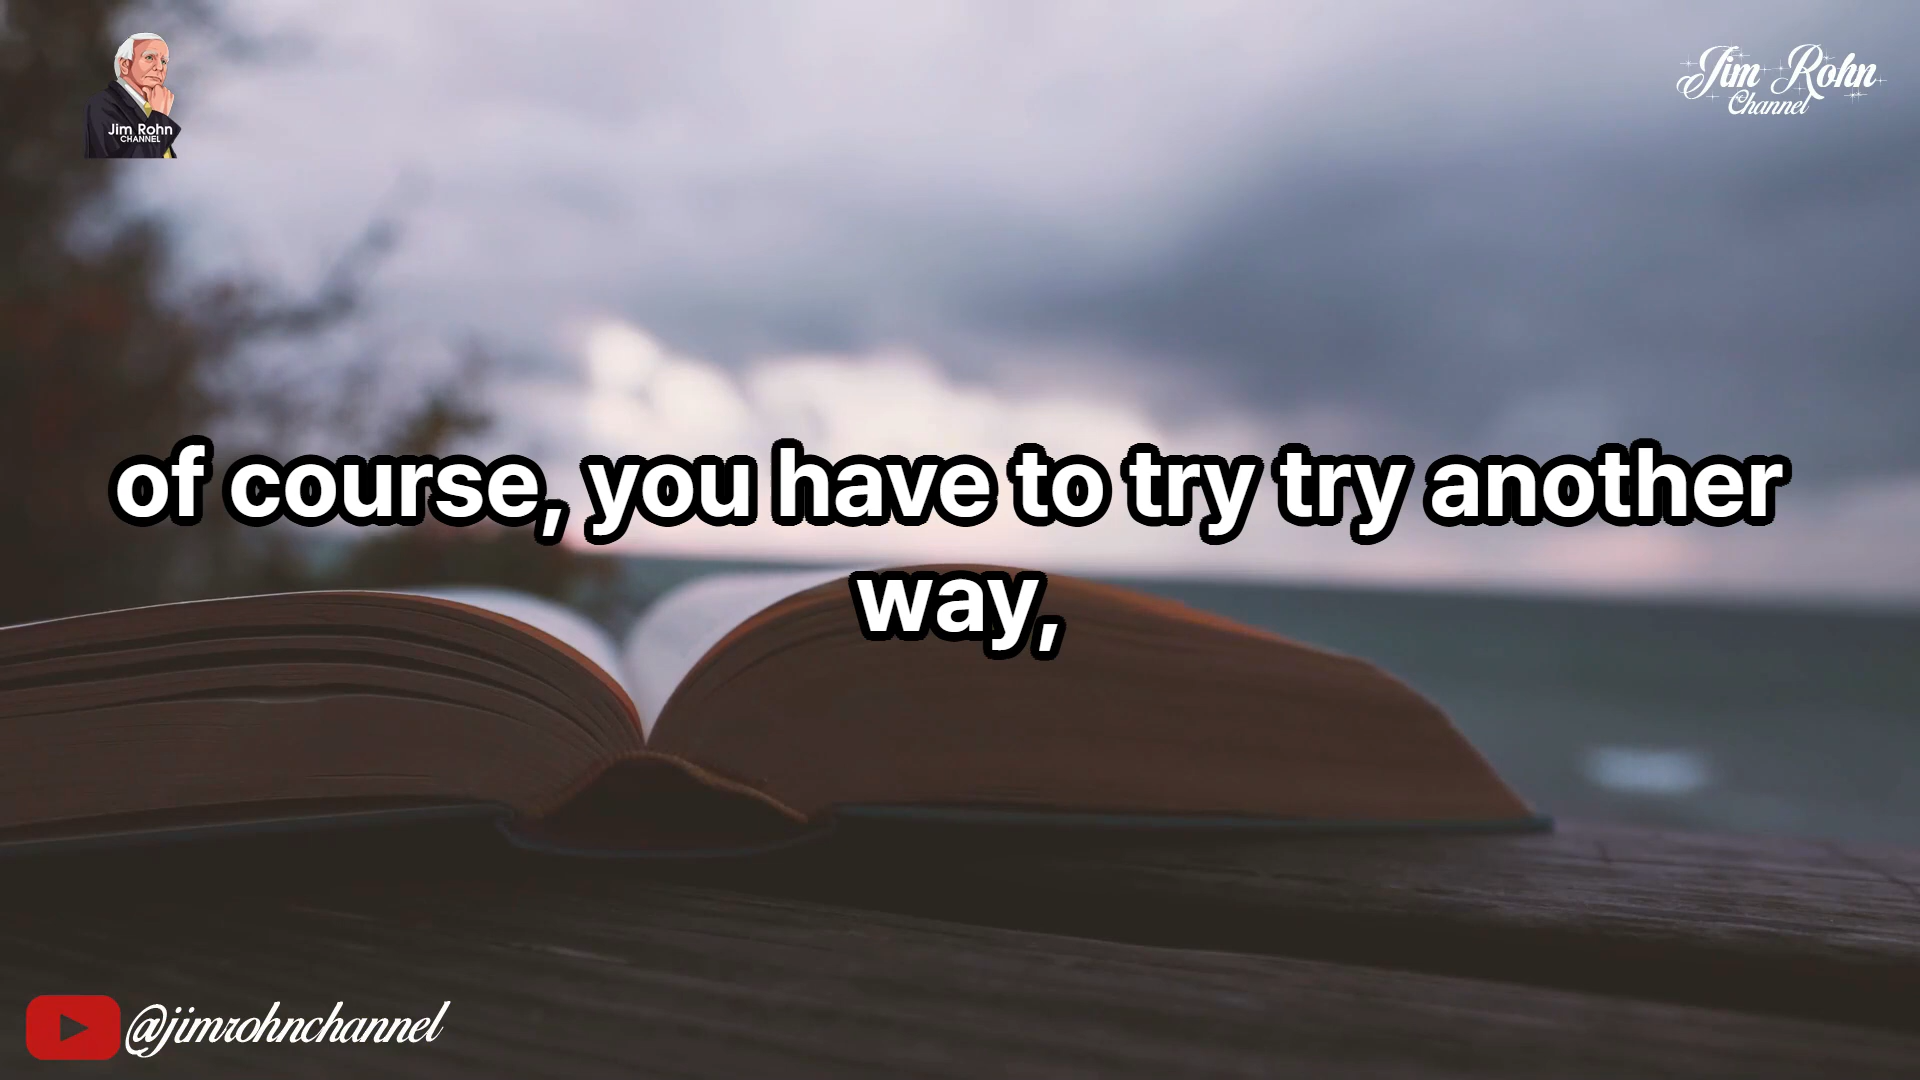 Jim Rohn
CHANNEL
Jim Rohn
Channel
of course, you have to try try another
way,
@jimrohnchannel